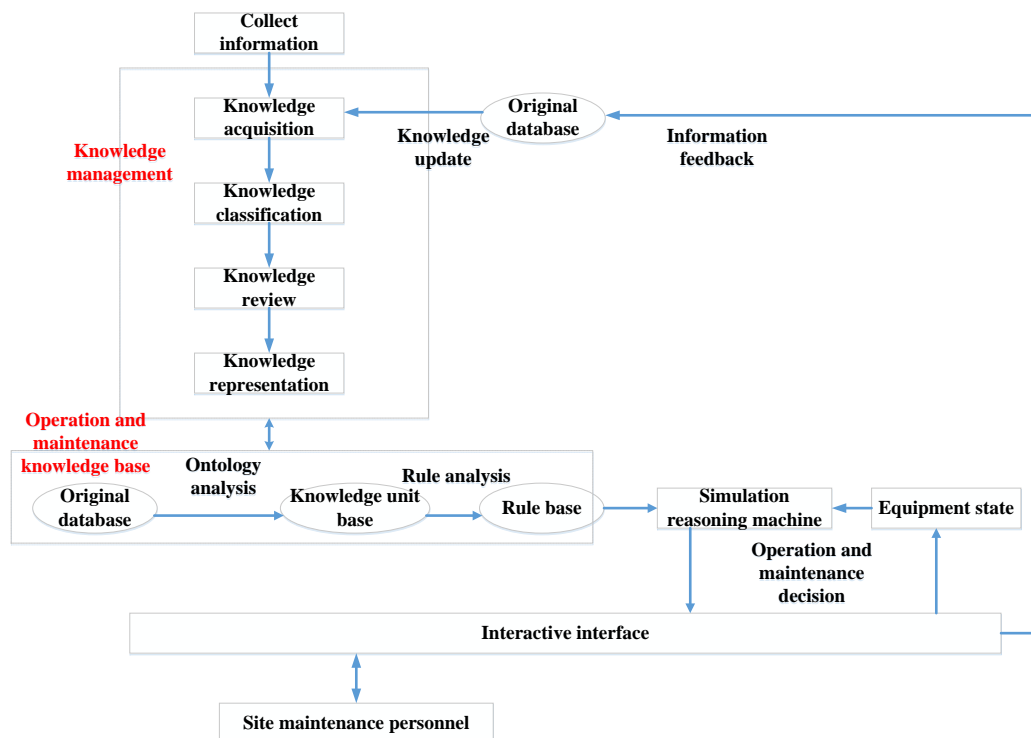 Collect
information
Knowledge
acquisition
Original
database
Knowledge
update
Information
feedback
Knowledge
management
Knowledge
classification
Knowledge
review
Knowledge
representation
Operation and
maintenance
knowledge base
Ontology
analysis
Rule analysis
Original
database
Knowledge unit
base
Rule base
Simulation
reasoning machine
Equipment state
Operation and
maintenance
decision
Interactive interface
Site maintenance personnel